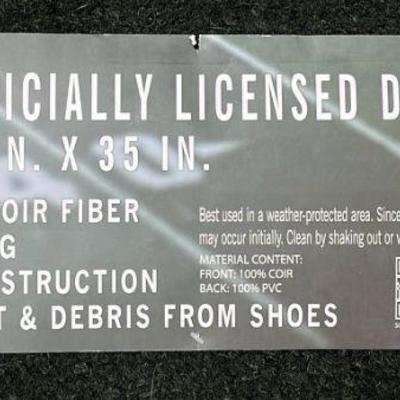 ICIALLY LICENSED D
N. X 35 IN.
OIR FIBER
G
STRUCTION
T & DEBRIS FROM SHOES
Best used in a weather-protected area. Since
may occur initially. Clean by shaking out or v
MATERIAL CONTENT:
FRONT: 100% COIR
BACK: 100% PVC